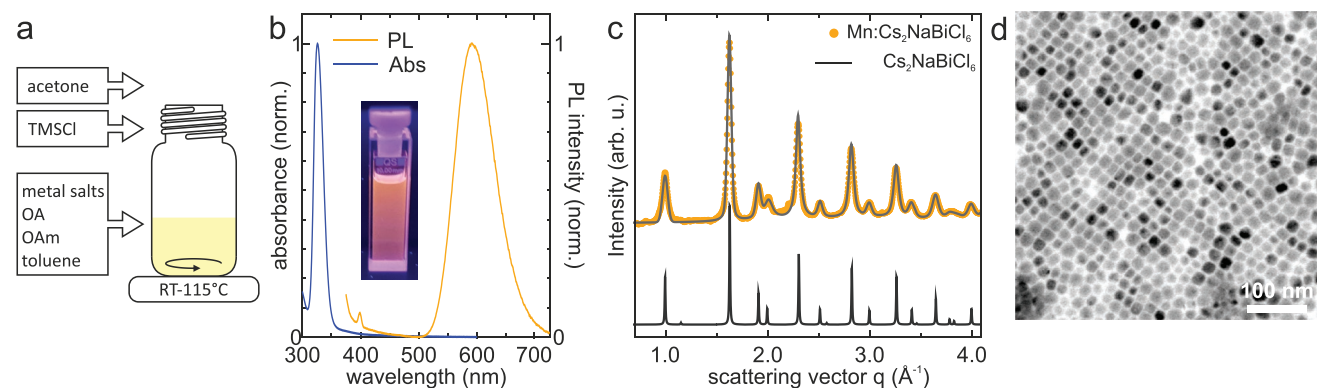 a
acetone
TMSCl
metal salts
OA
OAm
toluene
RT-115°C
b
PL
Abs
absorbance (norm.)
1
0
300
400
500
600
700
wavelength (nm)
1
0
PL intensity (norm.)
c
Mn:Cs₂NaBiCl₆
Cs₂NaBiCl₆
Intensity (arb. u.)
1.0
2.0
3.0
4.0
scattering vector q (Å⁻¹)
d
100 nm